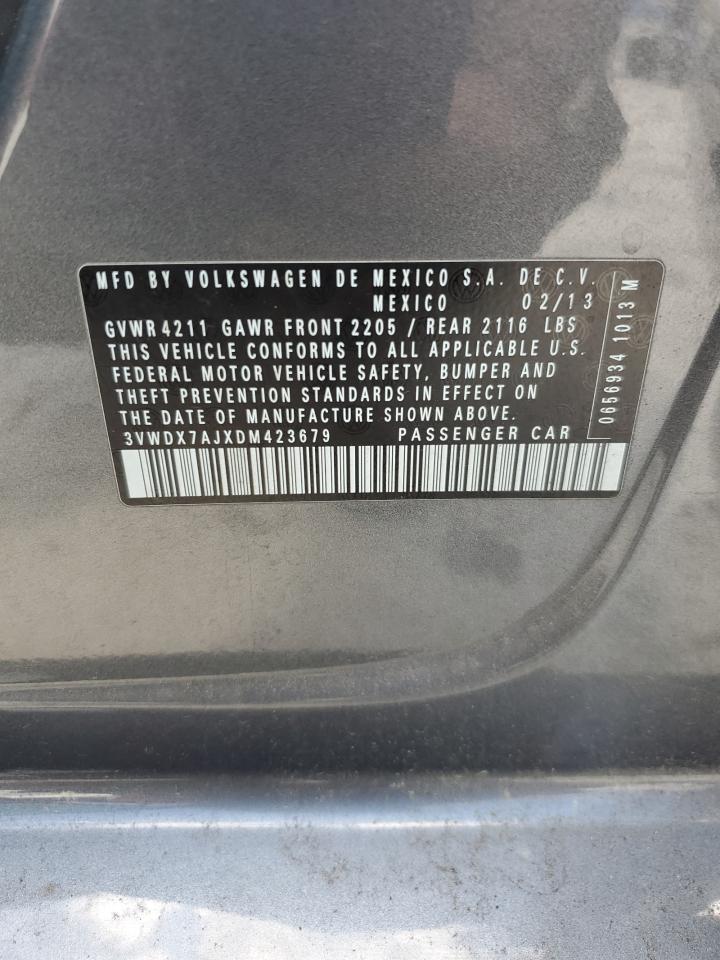 MFD BY VOLKSWAGEN DE MEXICO S.A. DE C.V.
MEXICO 02/13
GVWR 4211 GAWR FRONT 2205 / REAR 2116 LBS
THIS VEHICLE CONFORMS TO ALL APPLICABLE U.S.
FEDERAL MOTOR VEHICLE SAFETY, BUMPER AND
THEFT PREVENTION STANDARDS IN EFFECT ON
THE DATE OF MANUFACTURE SHOWN ABOVE.
3VWDX7AJXDM423679 PASSENGER CAR
0656934 1013 M